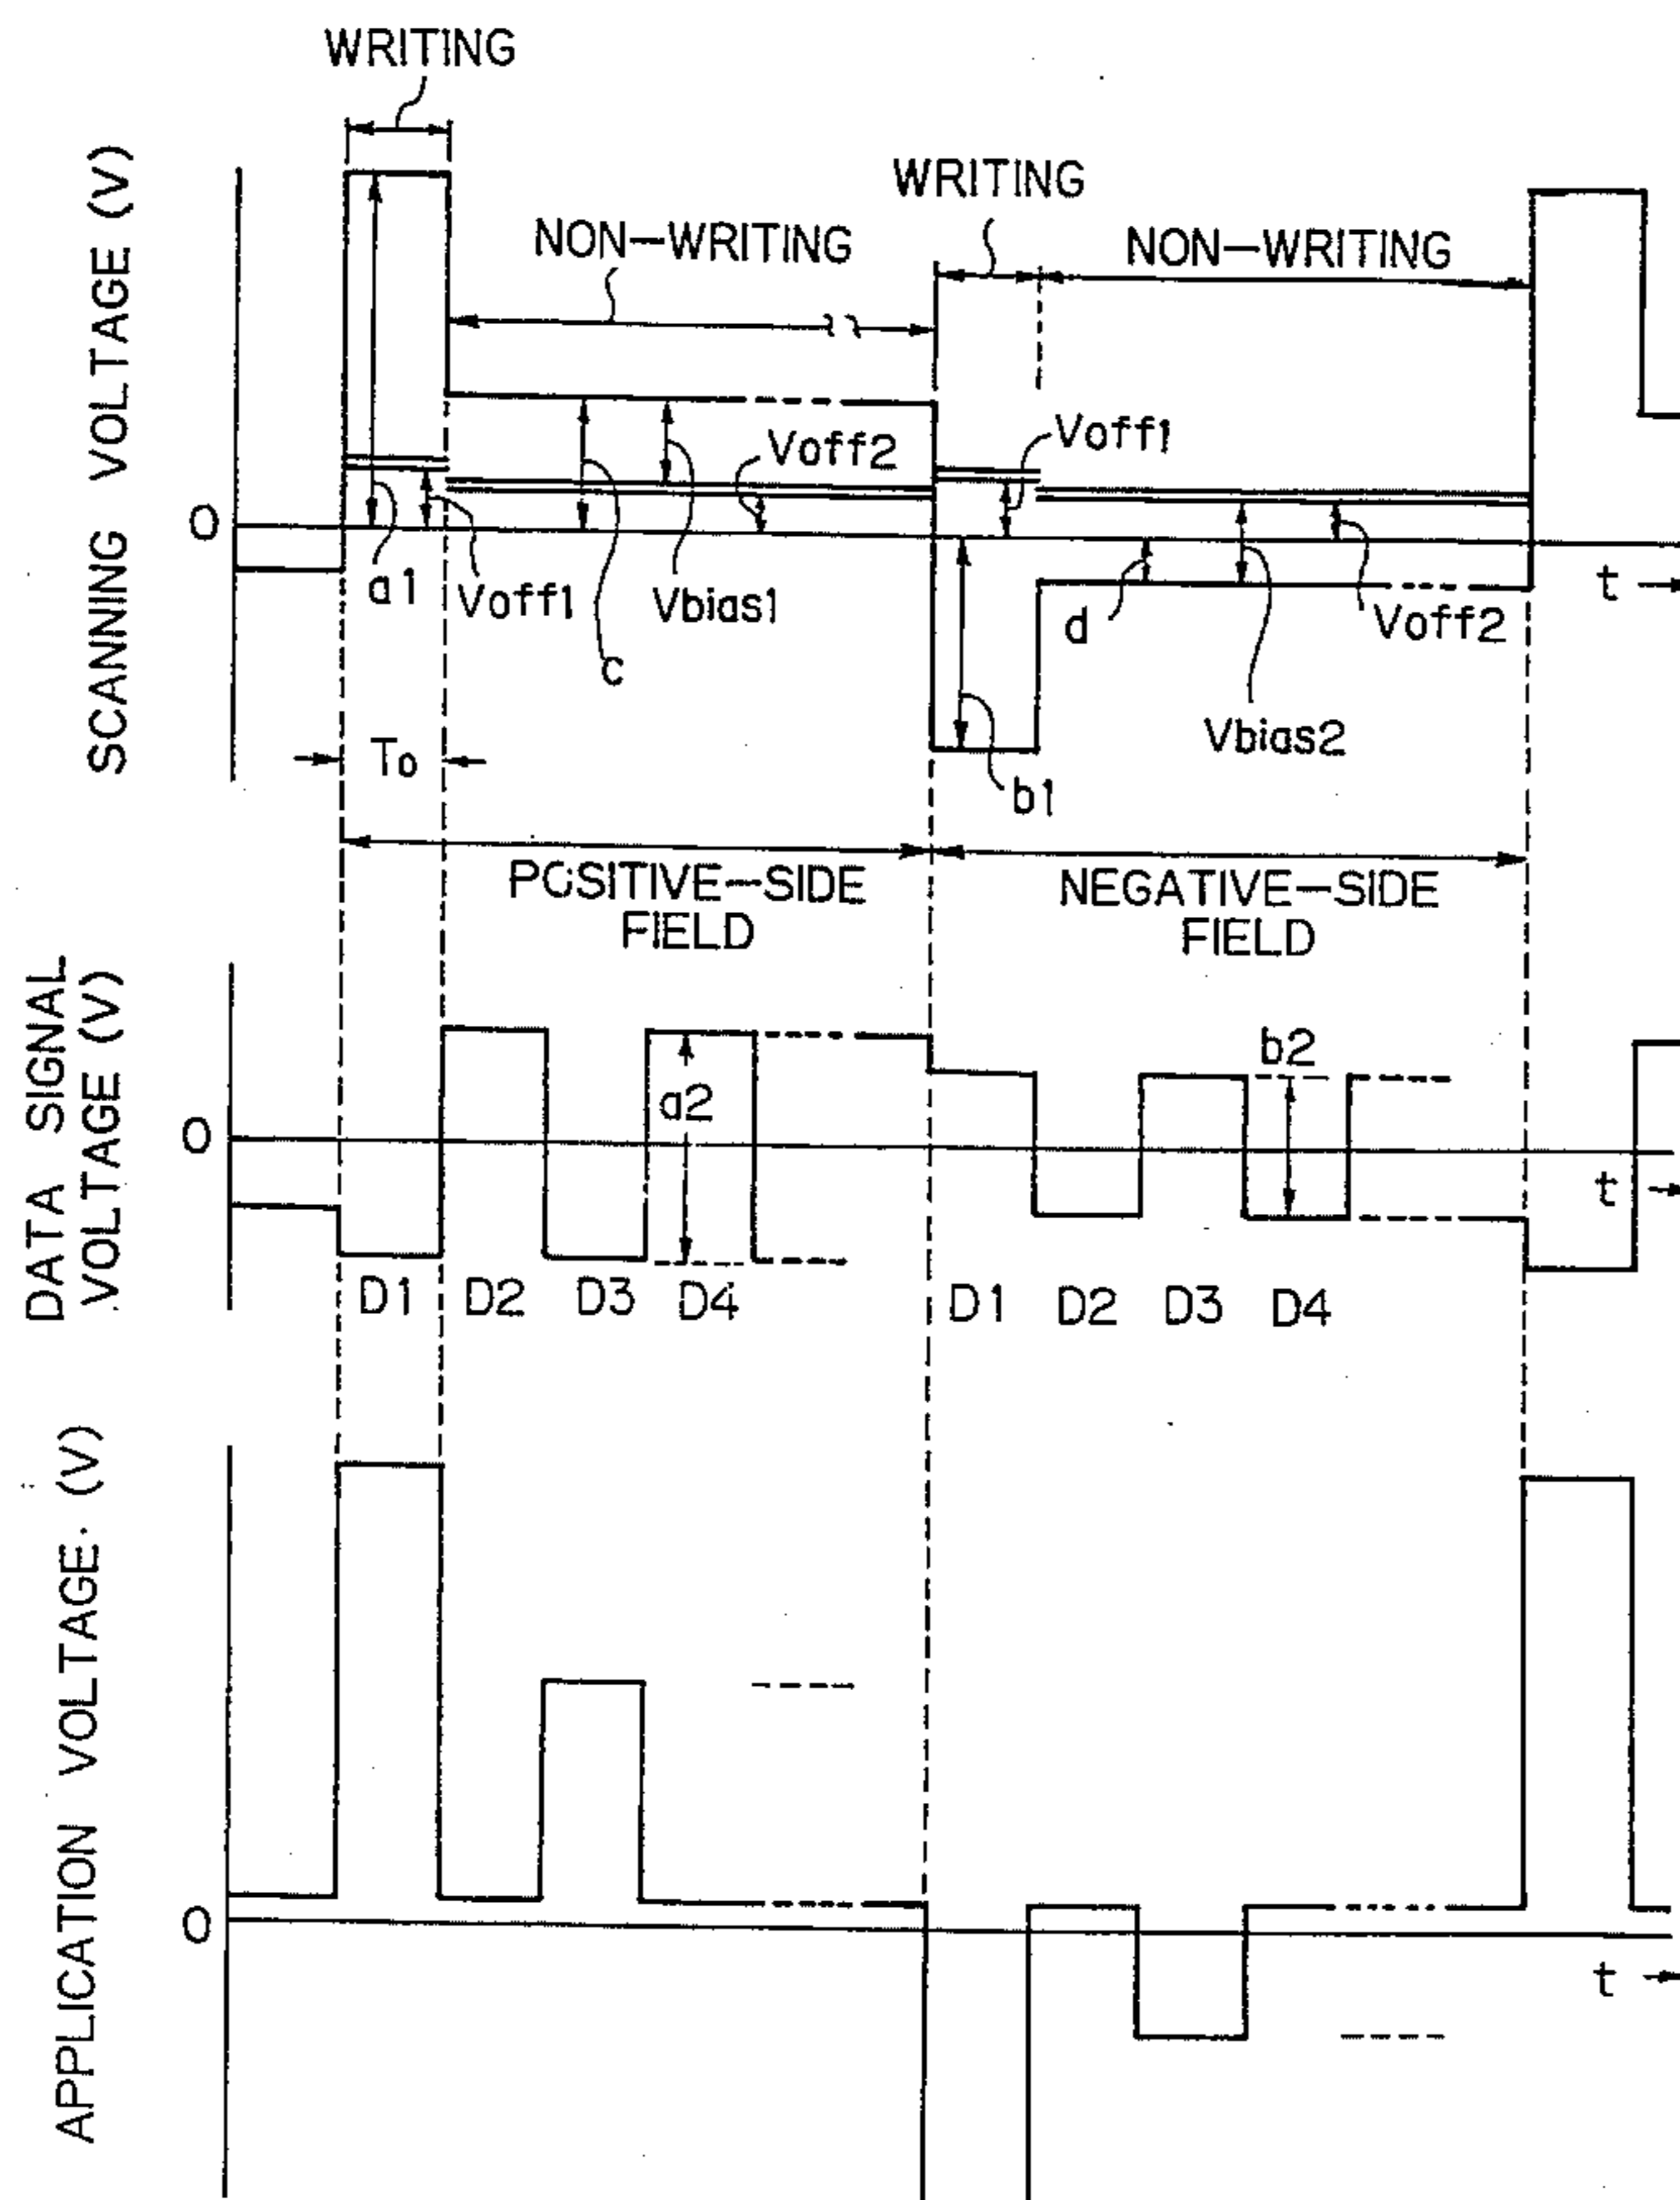 WRITING
WRITING
NON-WRITING
NON-WRITING
SCANNING VOLTAGE (V)
Voff1
Voff2
0
a1
Voff1
Vbias1
c
d
Voff2
t
Vbias2
To
b1
POSITIVE-SIDE
FIELD
NEGATIVE-SIDE
FIELD
DATA SIGNAL
VOLTAGE (V)
a2
b2
0
t
D1 D2 D3 D4 D1 D2 D3 D4
APPLICATION VOLTAGE (V)
0
t